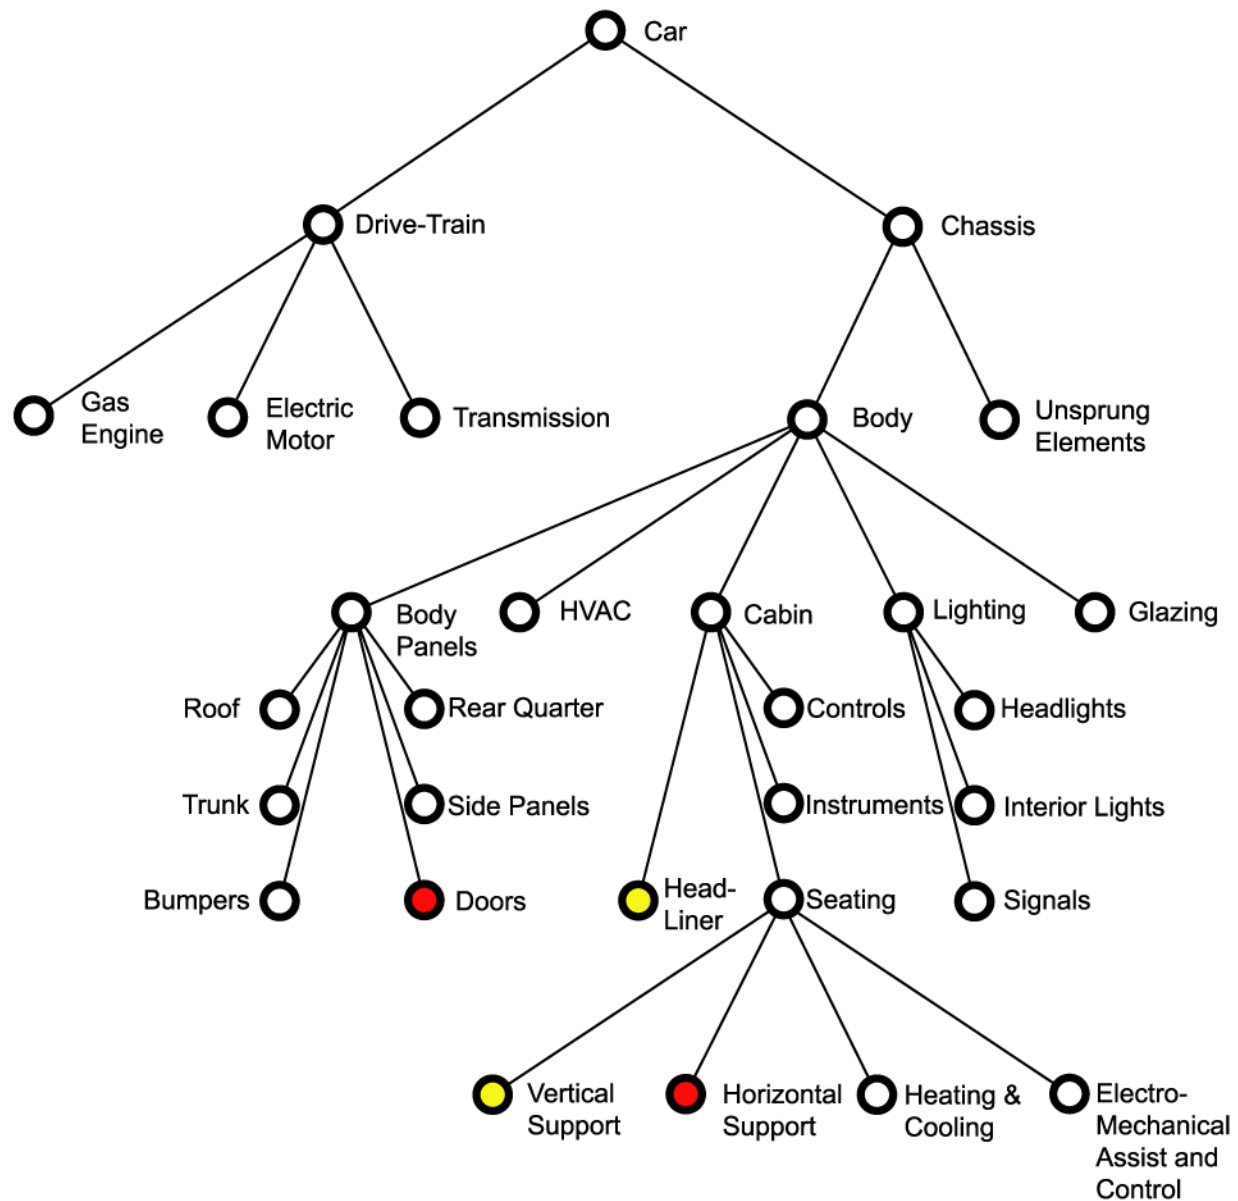 Car
Drive-Train
Chassis
Gas
Engine
Electric
Motor
Transmission
Body
Unsprung
Elements
Body
Panels
HVAC
Cabin
Lighting
Glazing
Roof
Rear Quarter
Controls
Headlights
Trunk
Side Panels
Instruments
Interior Lights
Bumpers
Doors
Head-
Liner
Seating
Signals
Vertical
Support
Horizontal
Support
Heating &
Cooling
Electro-
Mechanical
Assist and
Control